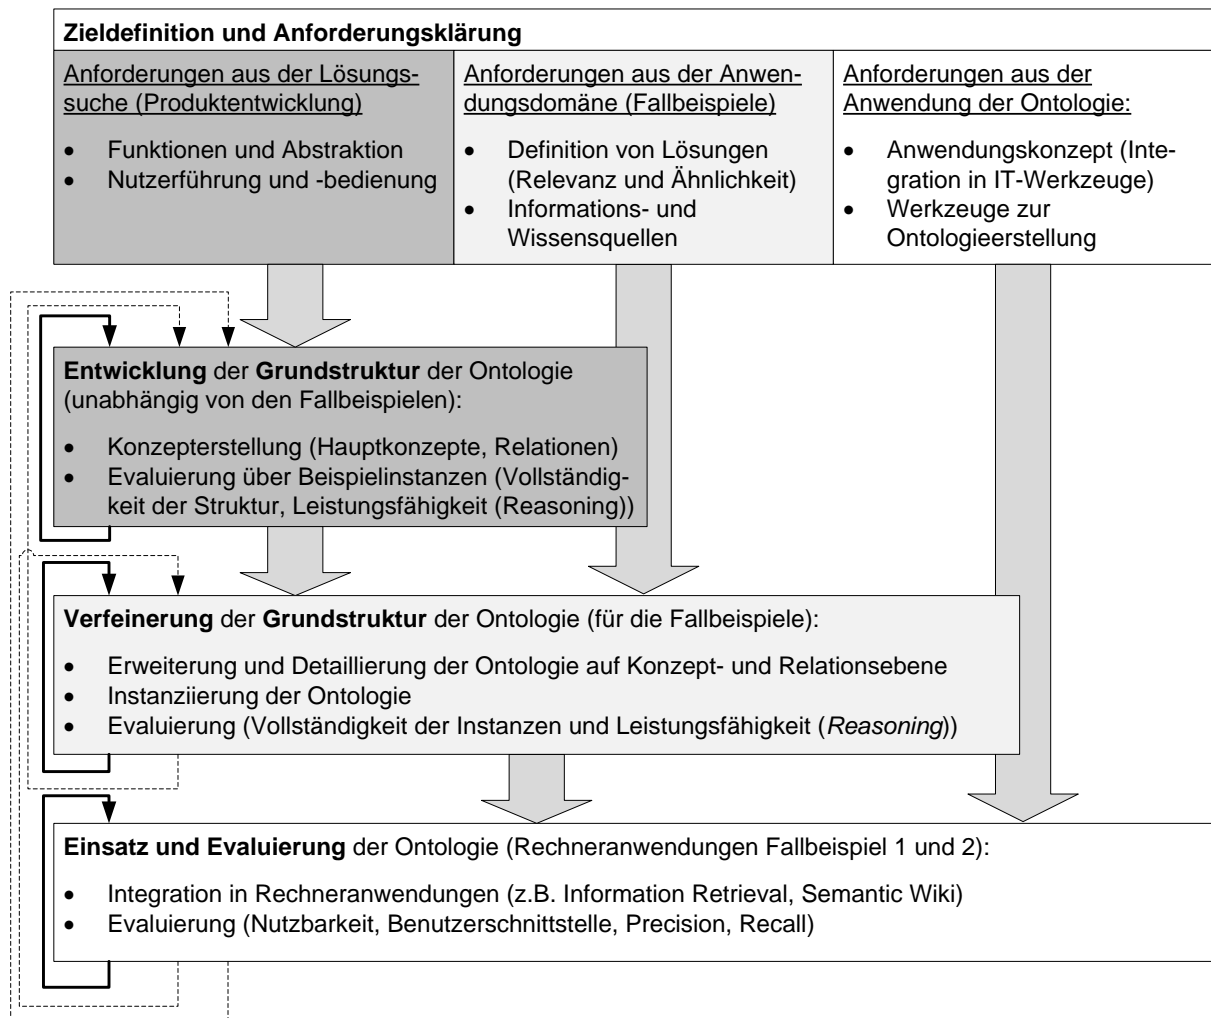 Zieldefinition und Anforderungsklärung
Anforderungen aus der Lösungs-
suche (Produktentwicklung)
• Funktionen und Abstraktion
• Nutzerführung und -bedienung
Anforderungen aus der Anwen-
dungsdomäne (Fallbeispiele)
• Definition von Lösungen
(Relevanz und Ähnlichkeit)
• Informations- und
Wissensquellen
Anforderungen aus der
Anwendung der Ontologie:
• Anwendungskonzept (Inte-
gration in IT-Werkzeuge)
• Werkzeuge zur
Ontologieerstellung
Entwicklung der Grundstruktur der Ontologie
(unabhängig von den Fallbeispielen):
• Konzepterstellung (Hauptkonzepte, Relationen)
• Evaluierung über Beispielinstanzen (Vollständig-
keit der Struktur, Leistungsfähigkeit (Reasoning))
Verfeinerung der Grundstruktur der Ontologie (für die Fallbeispiele):
• Erweiterung und Detaillierung der Ontologie auf Konzept- und Relationsebene
• Instanziierung der Ontologie
• Evaluierung (Vollständigkeit der Instanzen und Leistungsfähigkeit (Reasoning))
Einsatz und Evaluierung der Ontologie (Rechneranwendungen Fallbeispiel 1 und 2):
• Integration in Rechneranwendungen (z.B. Information Retrieval, Semantic Wiki)
• Evaluierung (Nutzbarkeit, Benutzerschnittstelle, Precision, Recall)